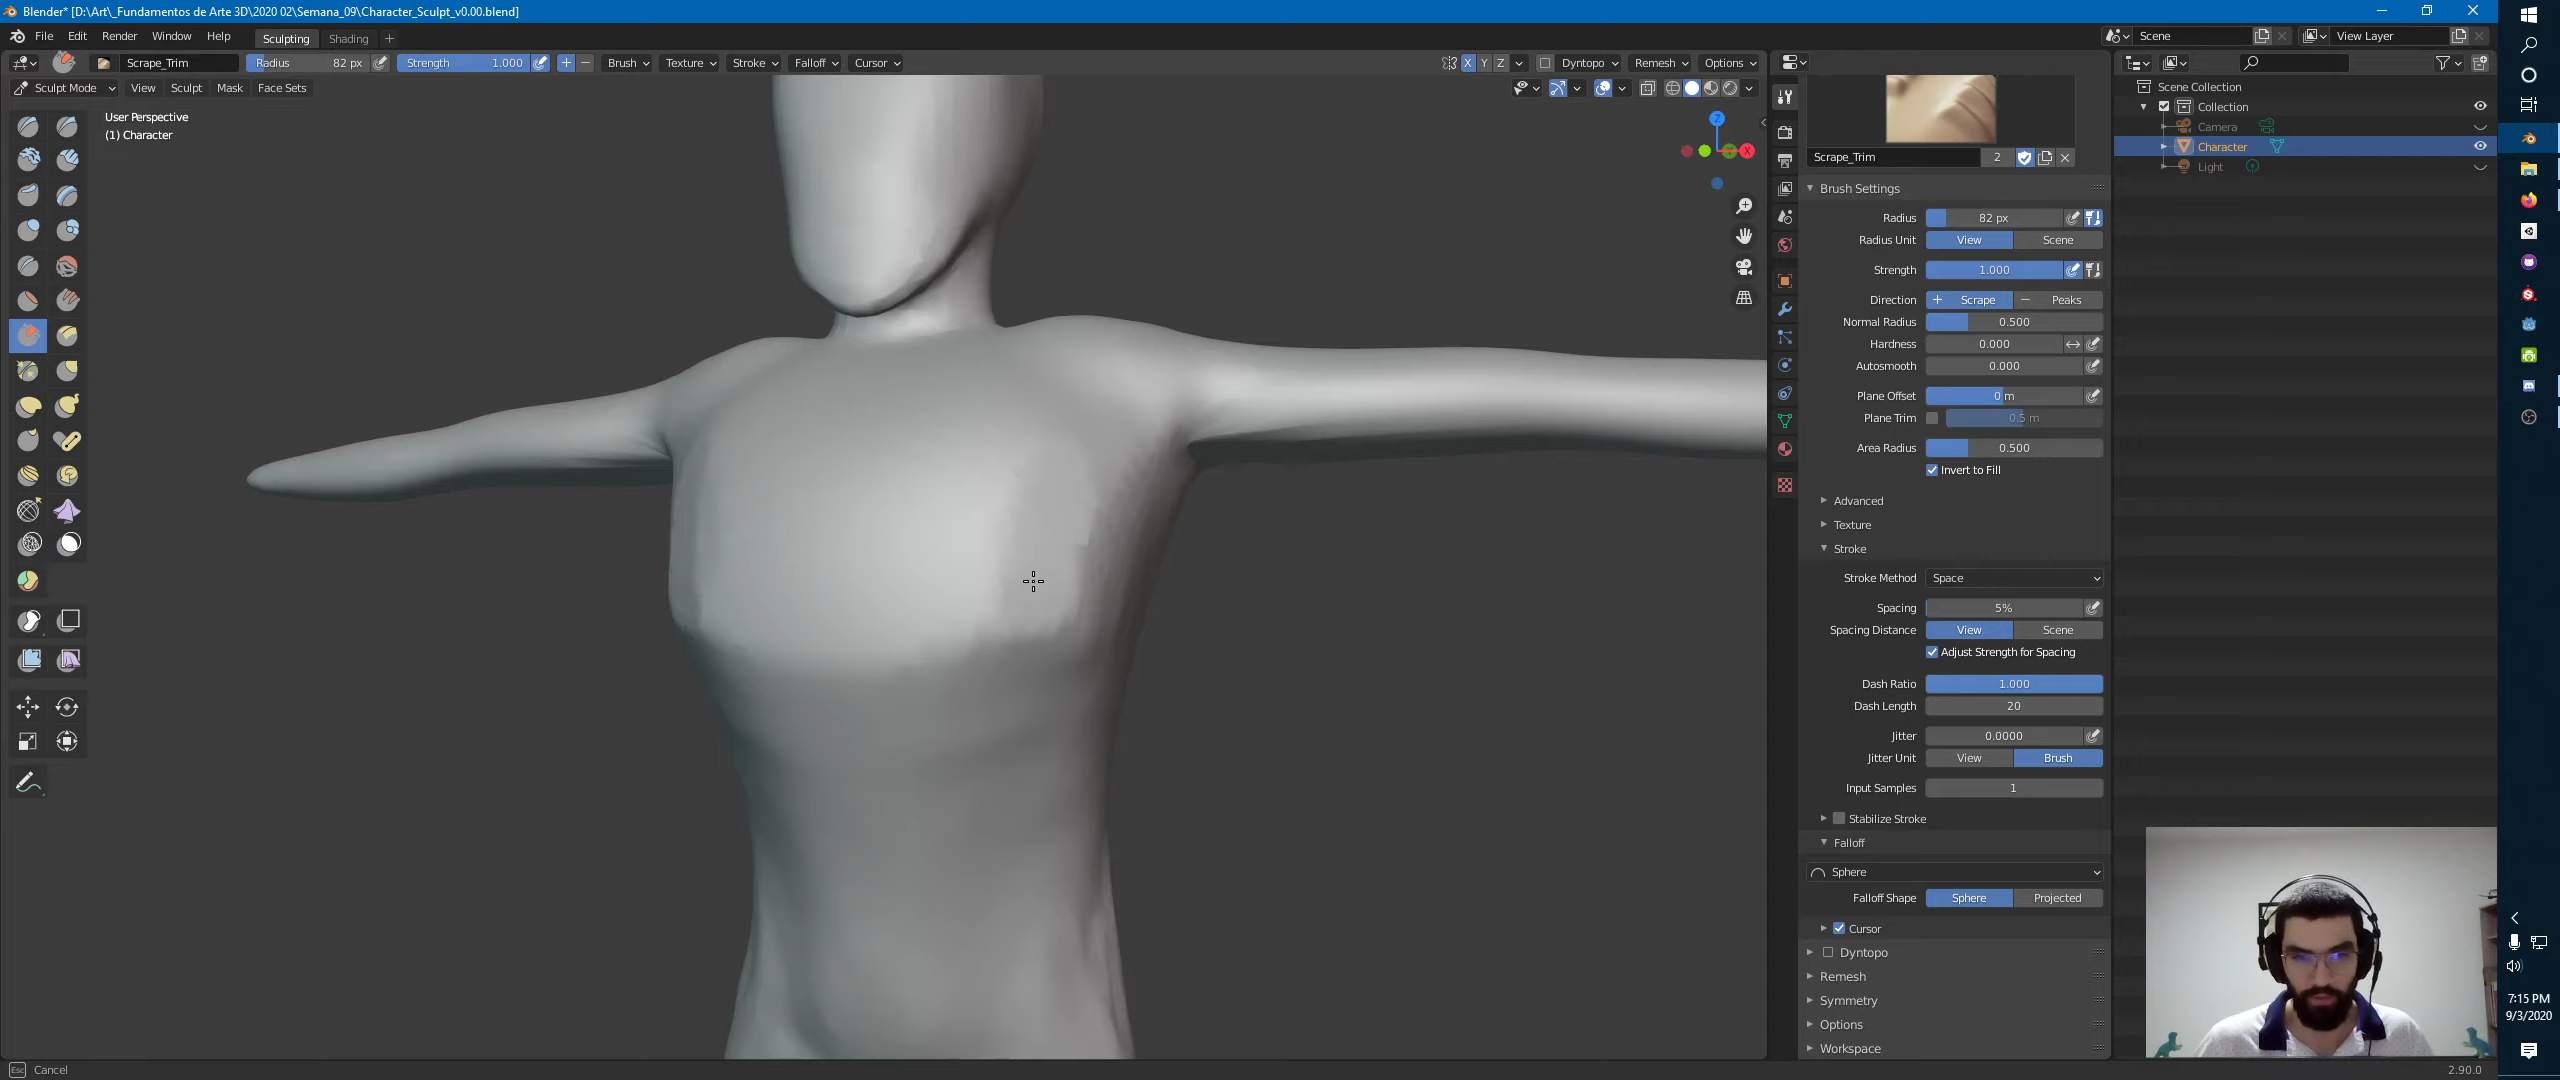 Blender* [D:\Art\_Fundamentos de Arte 3D\2020 02\Semana_09\Character_Sculpt_v0.00.blend]
File Edit Render Window Help Sculpting Shading + Scene View Layer
Scrape_Trim Radius 82 px Strength 1.000 + − Brush Texture Stroke Falloff Cursor X Y Z Dyntopo Remesh Options
Sculpt Mode View Sculpt Mask Face Sets
User Perspective
(1) Character
Z
X
Scrape_Trim 2
Brush Settings
Radius 82 px
Radius Unit View Scene
Strength 1.000
Direction + Scrape − Peaks
Normal Radius 0.500
Hardness 0.000
Autosmooth 0.000
Plane Offset 0 m
Plane Trim 0.5 m
Area Radius 0.500
Invert to Fill
Advanced
Texture
Stroke
Stroke Method Space
Spacing 5%
Spacing Distance View Scene
Adjust Strength for Spacing
Dash Ratio 1.000
Dash Length 20
Jitter 0.0000
Jitter Unit View Brush
Input Samples 1
Stabilize Stroke
Falloff
Sphere
Falloff Shape Sphere Projected
Cursor
Dyntopo
Remesh
Symmetry
Options
Workspace
Scene Collection
Collection
Camera
Character
Light
7:15 PM
9/3/2020
Esc Cancel
2.90.0